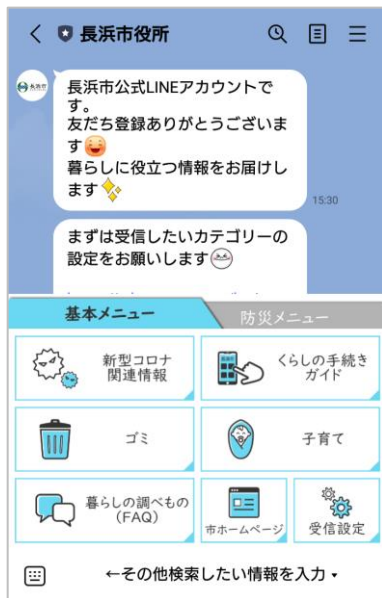 長浜市役所
長浜市
長浜市公式LINEアカウントで
す。
友だち登録ありがとうございま
す
暮らしに役立つ情報をお届けし
ます
15:30
まずは受信したいカテゴリーの
設定をお願いします
基本メニュー
防災メニュー
新型コロナ
関連情報
くらしの手続き
ガイド
ゴミ
子育て
暮らしの調べもの
(FAQ)
市ホームページ
受信設定
←その他検索したい情報を入力▾